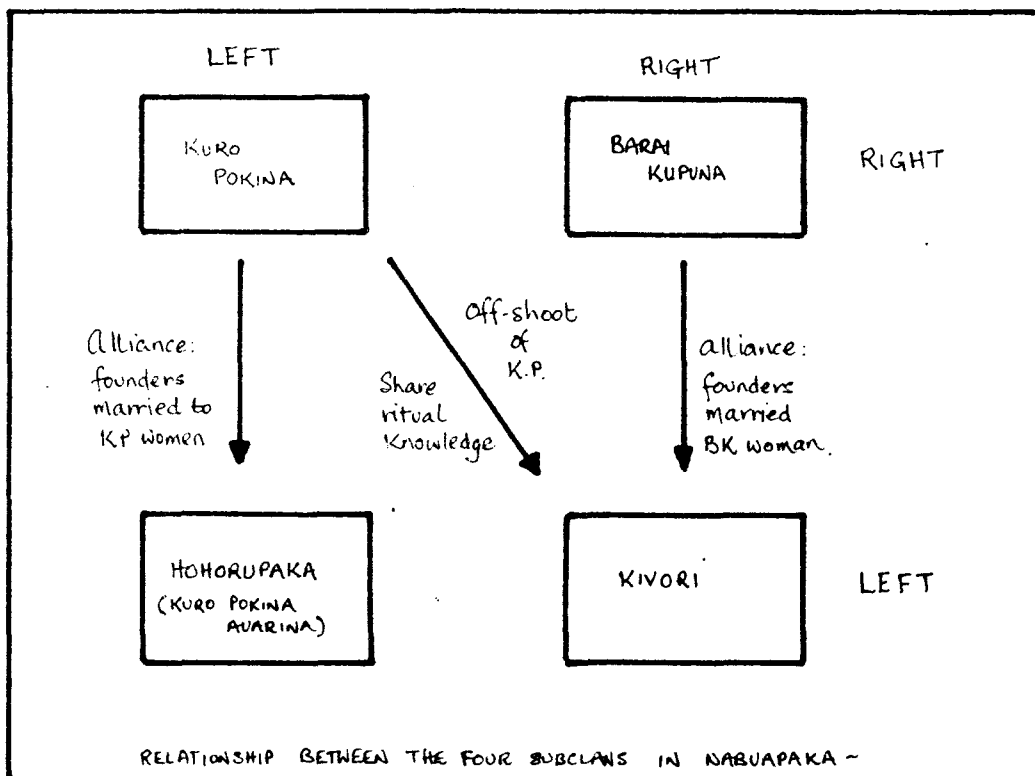 LEFT
RIGHT
KURO
POKINA
BARAI
KUPUNA
RIGHT
Alliance:
founders
married to
KP women
Share
ritual
Knowledge
Off-shoot
of
K.P.
alliance:
founders
married
BK woman.
HOHORUPAKA
(KURO POKINA
AVARINA)
KIVORI
LEFT
RELATIONSHIP BETWEEN THE FOUR SUBCLANS IN NABUAPAKA ~